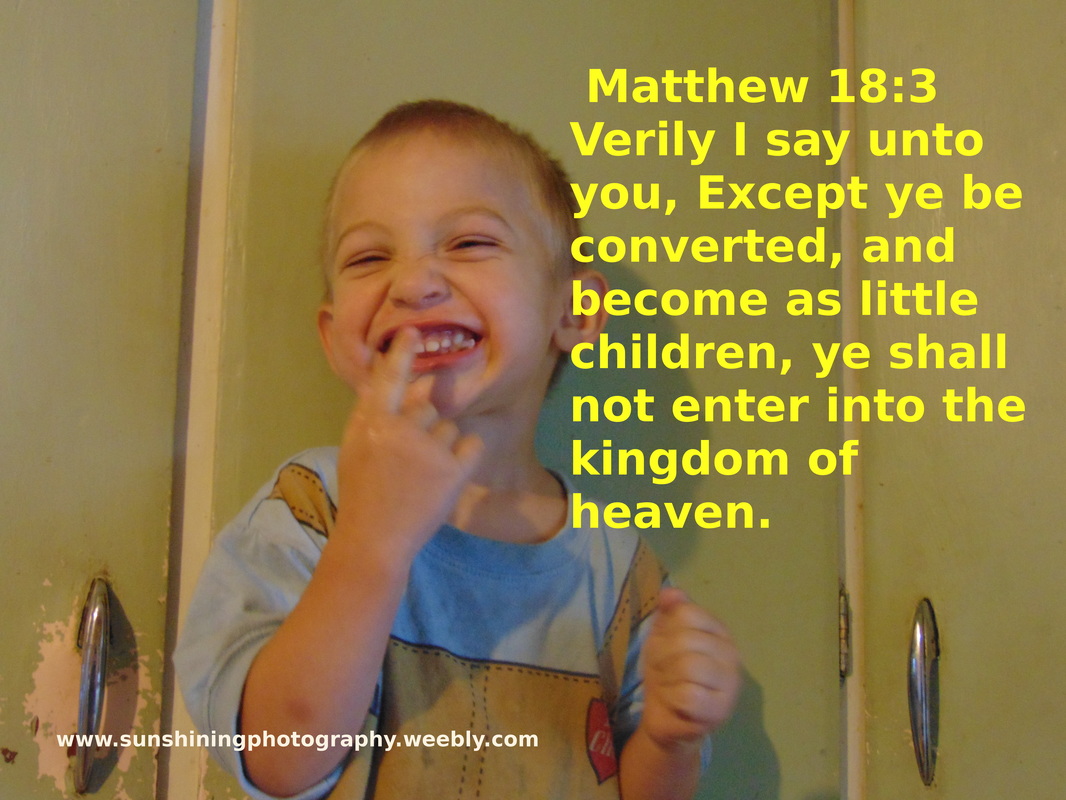 Matthew 18:3
Verily I say unto
you, Except ye be
converted, and
become as little
children, ye shall
not enter into the
kingdom of
heaven.
www.sunshiningphotography.weebly.com